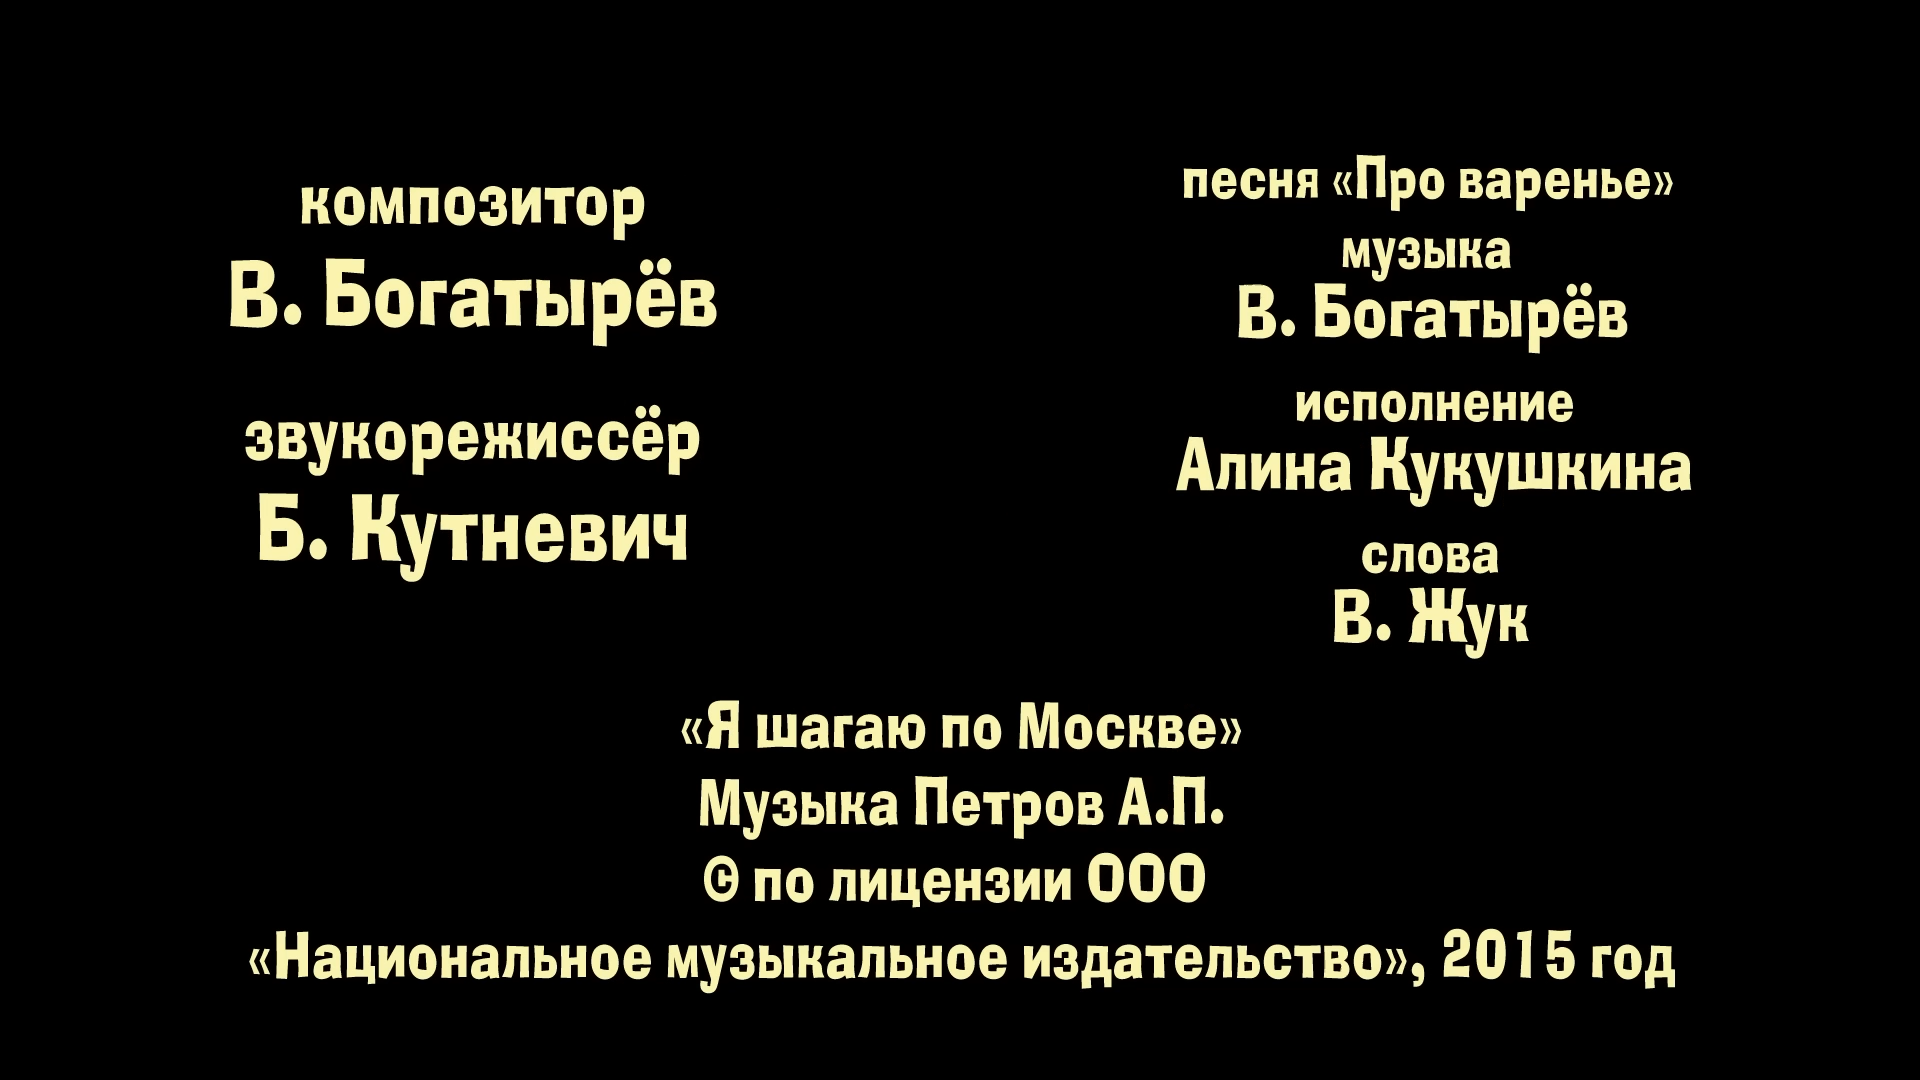 композитор
В. Богатырёв
звукорежиссёр
Б. Кутневич
песня «Про варенье»
музыка
В. Богатырёв
исполнение
Алина Кукушкина
слова
В. Жук
«Я шагаю по Москве»
Музыка Петров А.П.
© по лицензии ООО
«Национальное музыкальное издательство», 2015 год